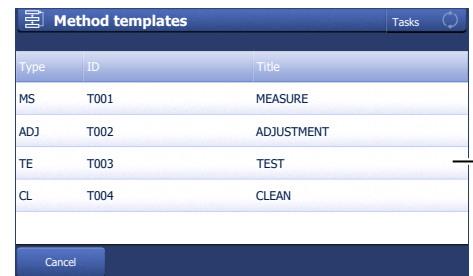 Method templates Tasks
Type ID Title
MS T001 MEASURE
ADJ T002 ADJUSTMENT
TE T003 TEST
CL T004 CLEAN
Cancel